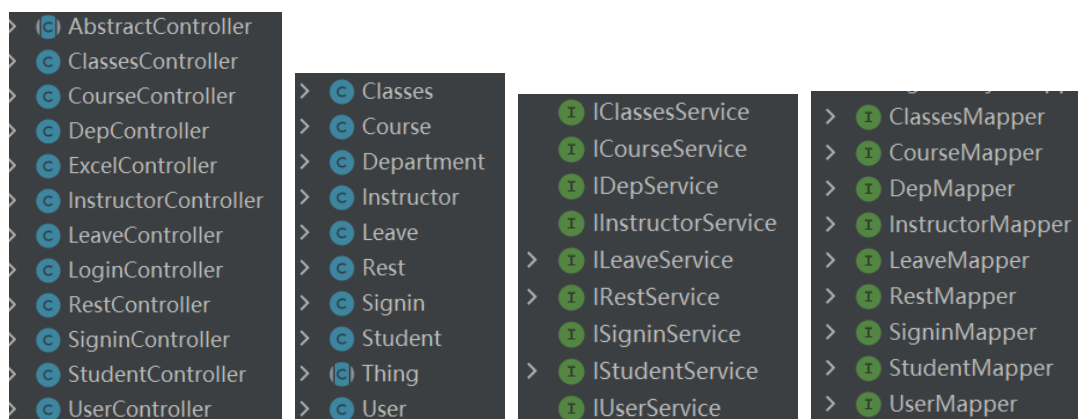 AbstractController
ClassesController
CourseController
DepController
ExcelController
InstructorController
LeaveController
LoginController
RestController
SigninController
StudentController
UserController
Classes
Course
Department
Instructor
Leave
Rest
Signin
Student
Thing
User
IClassesService
ICourseService
IDepService
IInstructorService
ILeaveService
IRestService
ISigninService
IStudentService
IUserService
ClassesMapper
CourseMapper
DepMapper
InstructorMapper
LeaveMapper
RestMapper
SigninMapper
StudentMapper
UserMapper